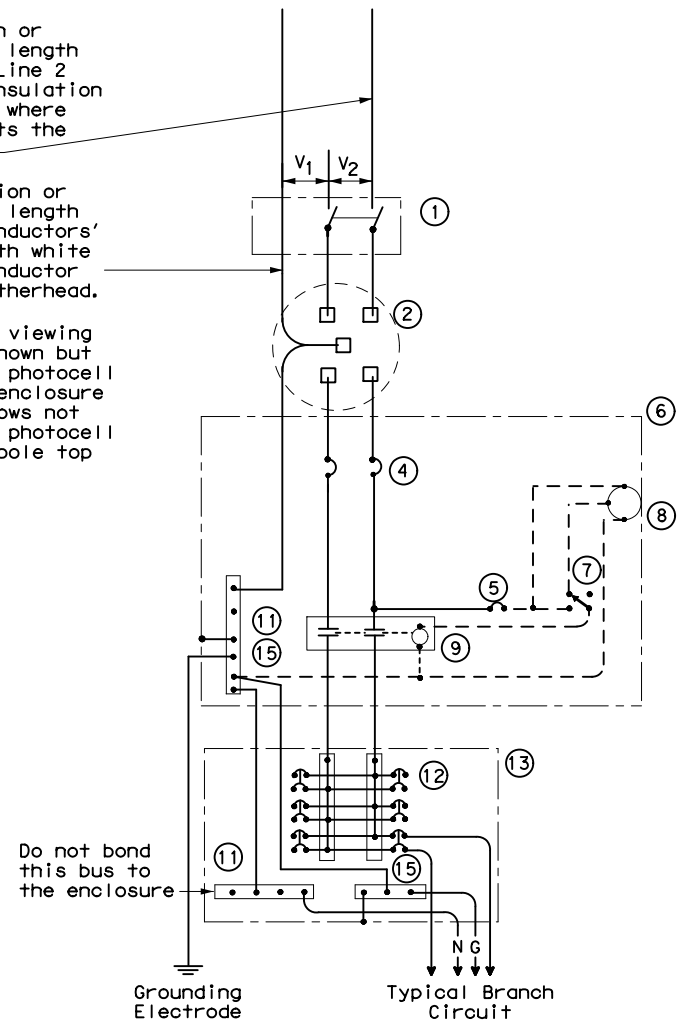 n or
length
Line 2
nsulation
where
ts the
ion or
length
nductors'
th white
nductor
therhead.
viewing
hown but
photocell
enclosure
ows not
photocell
pole top
V1
V2
1
2
6
4
8
7
5
11
9
15
13
12
Do not bond
this bus to
the enclosure
11
15
N G
Grounding
Electrode
Typical Branch
Circuit